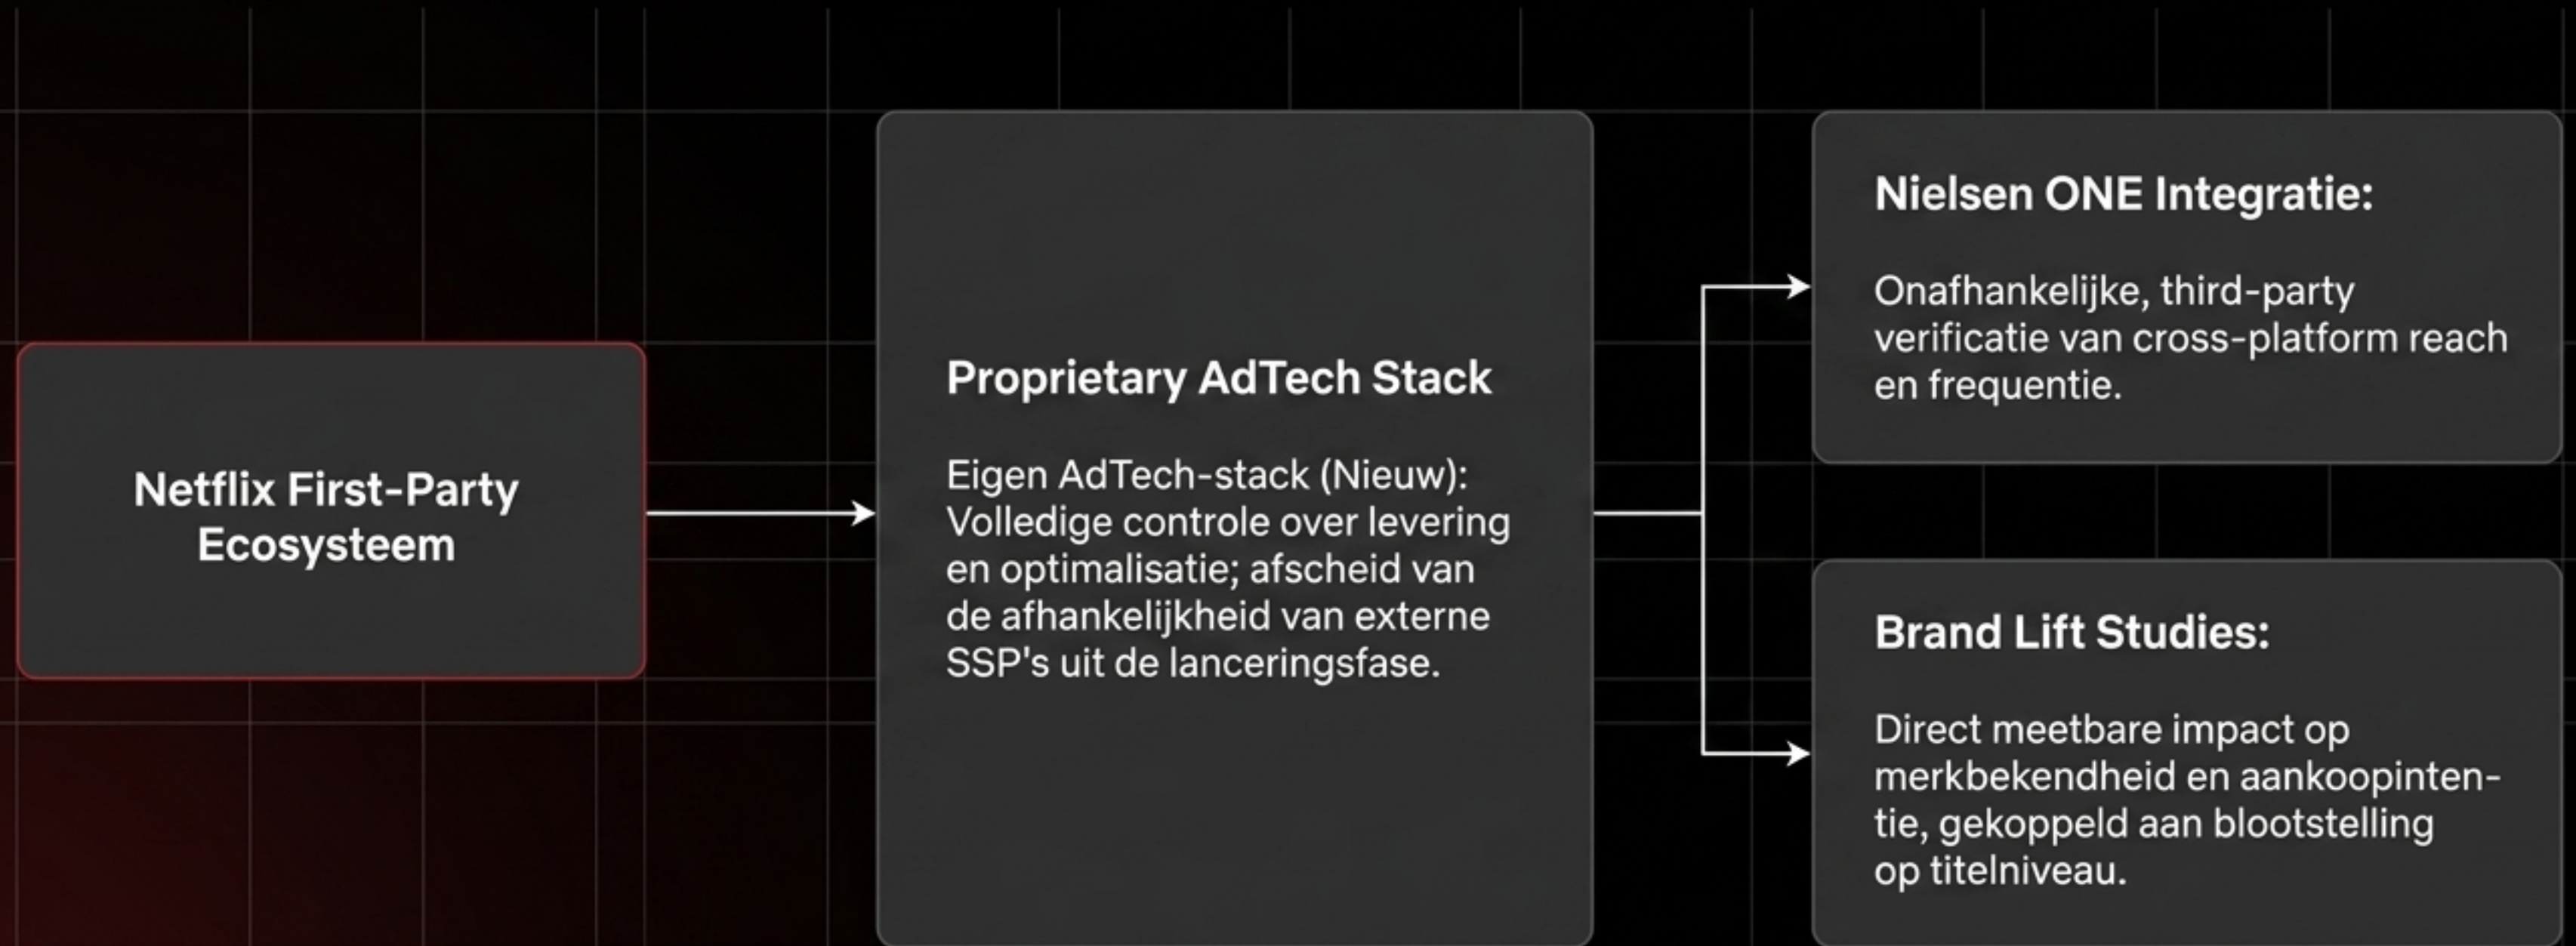 Netflix First-Party
Ecosysteem
Proprietary AdTech Stack
Eigen AdTech-stack (Nieuw):
Volledige controle over levering
en optimalisatie; afscheid van
de afhankelijkheid van externe
SSP's uit de lanceringsfase.
Nielsen ONE Integratie:
Onafhankelijke, third-party
verificatie van cross-platform reach
en frequentie.
Brand Lift Studies:
Direct meetbare impact op
merkbekendheid en aankoopinten-
tie, gekoppeld aan blootstelling
op titelniveau.